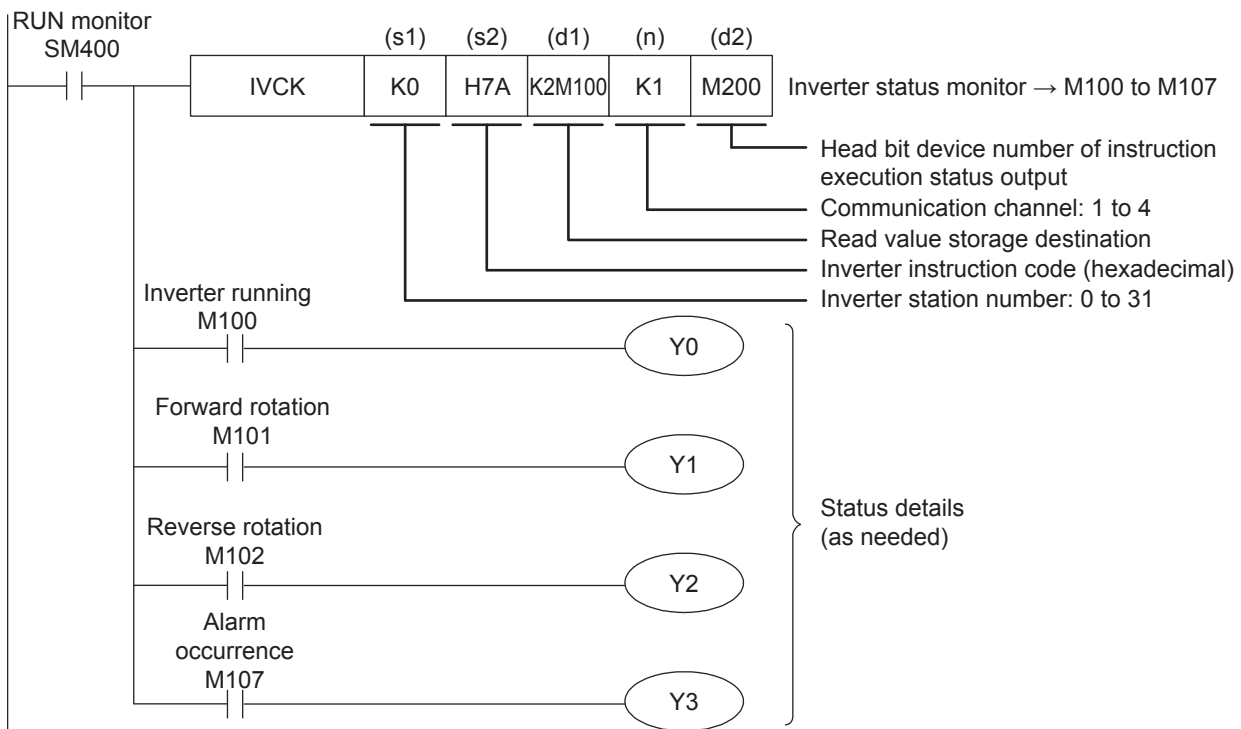 RUN monitor
SM400
(s1) (s2) (d1) (n) (d2)
IVCK K0 H7A K2M100 K1 M200 Inverter status monitor → M100 to M107
Head bit device number of instruction
execution status output
Communication channel: 1 to 4
Read value storage destination
Inverter instruction code (hexadecimal)
Inverter station number: 0 to 31
Inverter running
M100
Y0
Forward rotation
M101
Y1
Reverse rotation
M102
Y2
Alarm
occurrence
M107
Y3
Status details
(as needed)